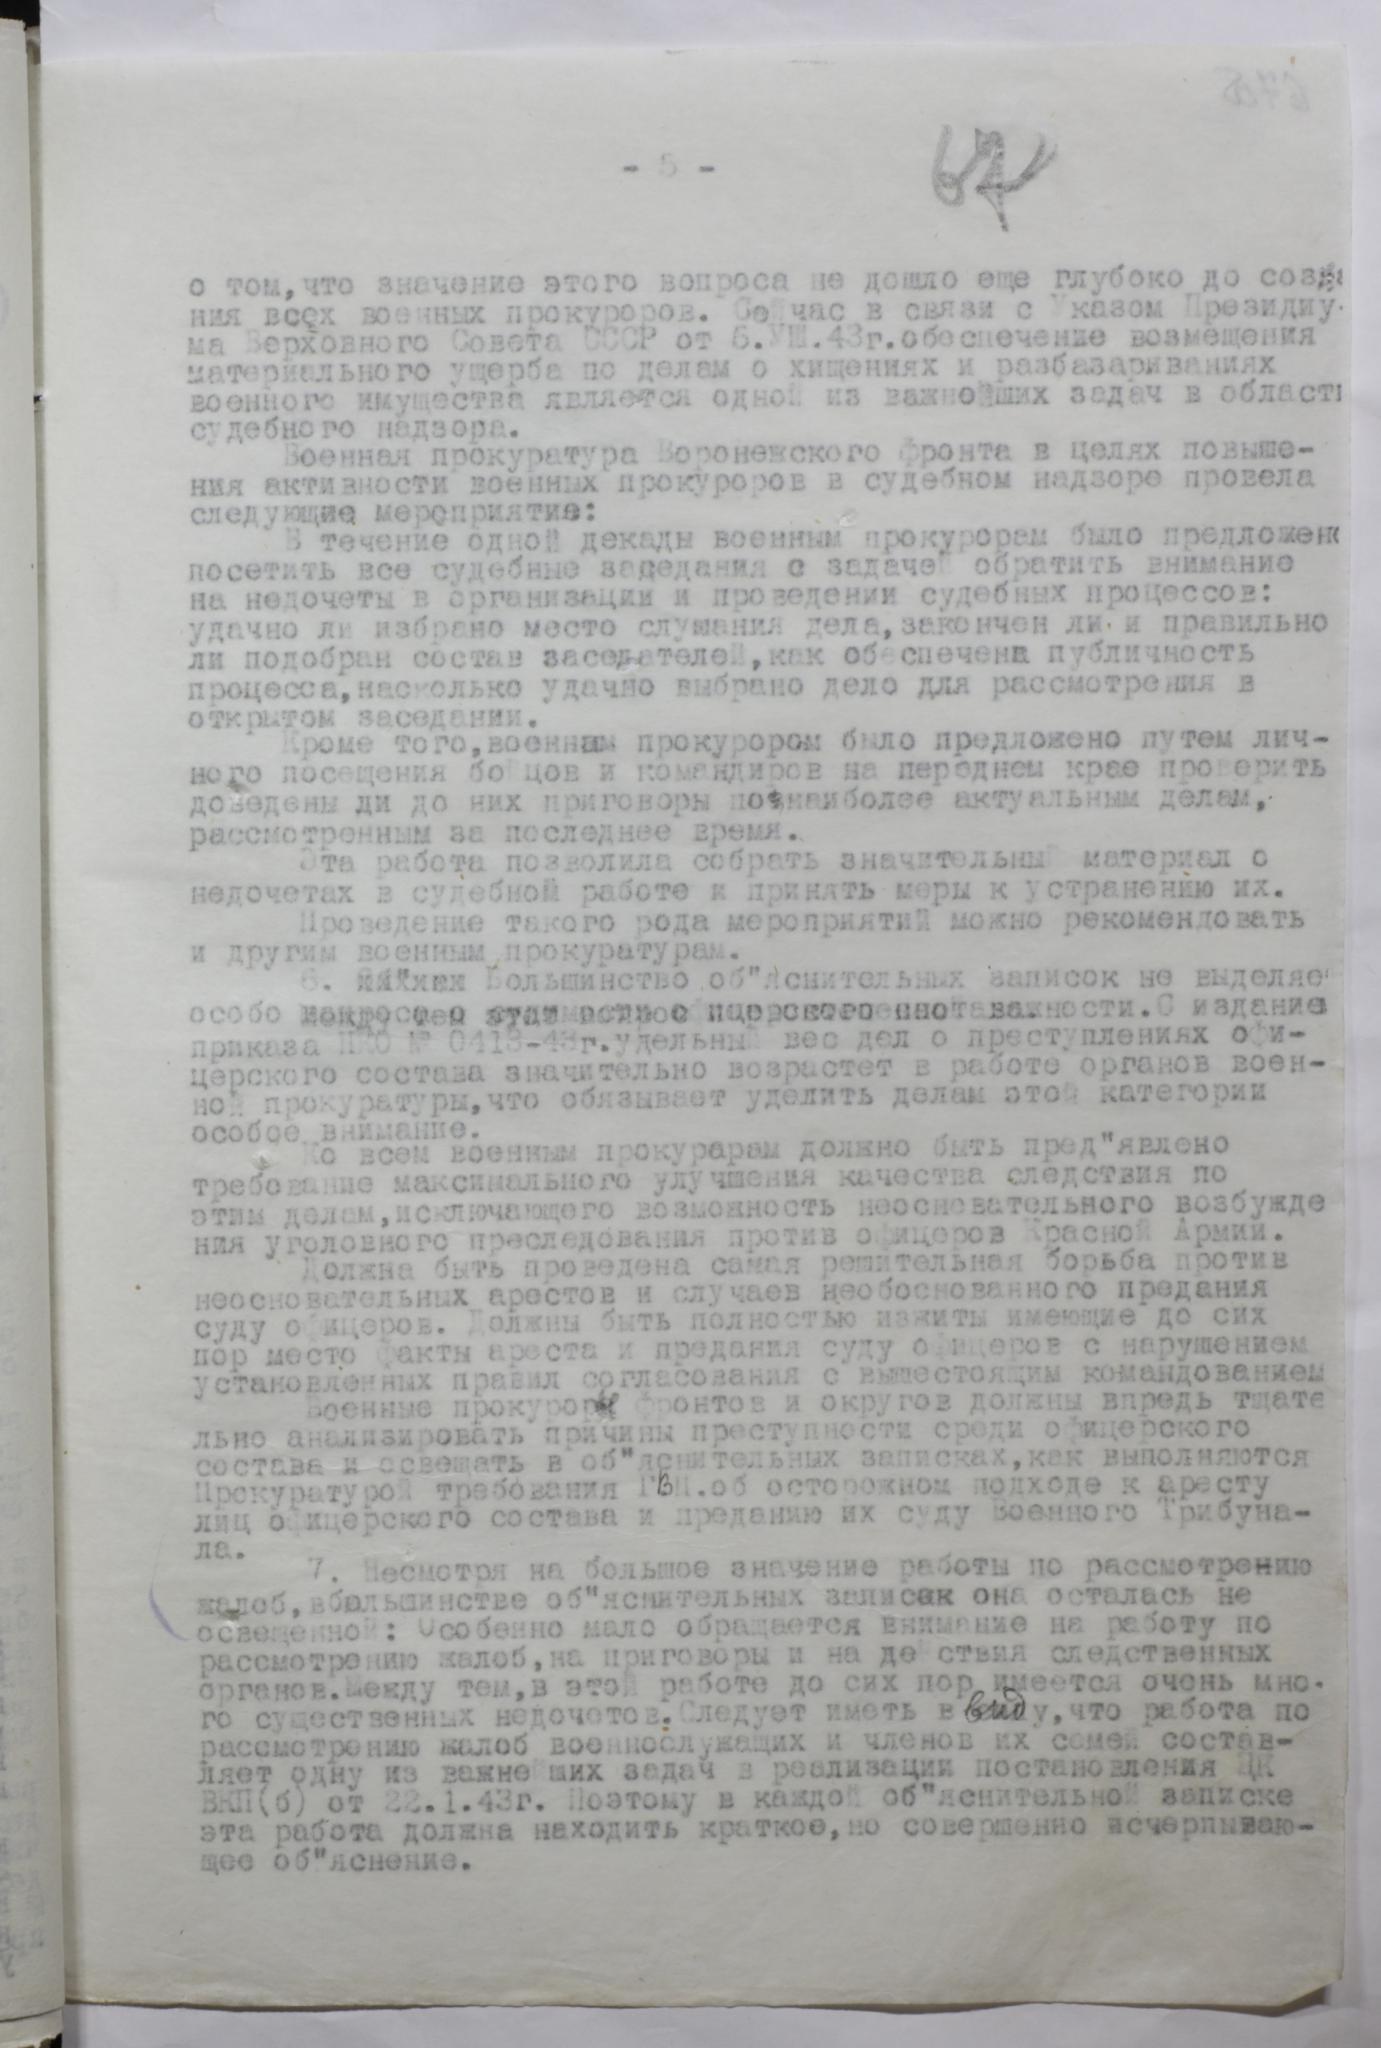 - 5 -
67
о том,что значение этого вопроса не дошло еще глубоко до созна
ния всех военных прокуроров. Сейчас в связи с Указом Президиу-
ма Верховного Совета СССР от 5.УШ.43г.обеспечение возмещения
материального ущерба по делам о хищениях и разбазариваниях
военного имущества является одной из важнейших задач в области
судебного надзора.
Военная прокуратура Воронежского фронта в целях повыше-
ния активности военных прокуроров в судебном надзоре провела
следующие мероприятие:
В течение одной декады военным прокурорам было предложено
посетить все судебные заседания с задачей обратить внимание
на недочеты в организации и проведении судебных процессов:
удачно ли избрано место слушания дела,закончен ли и правильно
ли подобран состав заседателей,как обеспечена публичность
процесса,насколько удачно выбрано дело для рассмотрения в
открытом заседании.
Кроме того,военным прокурором было предложено путем лич-
ного посещения бойцов и командиров на переднем крае проверить
доведены ди до них приговоры по наиболее актуальным делам,
рассмотренным за последнее время.
Эта работа позволила собрать значительный материал о
недочетах в судебной работе и принять меры к устранению их.
Проведение такого рода мероприятий можно рекомендовать
и другим военным прокуратурам.
6. Большинство об"яснительных записок не выделяет
особо важности. С издание
приказа НКО № 0413-43г.удельный вес дел о преступлениях офи-
церского состава значительно возрастет в работе органов воен-
ной прокуратуры,что обязывает уделить делам этой категории
особое внимание.
Ко всем военным прокурарам должно быть пред"явлено
требование максимального улучшения качества следствия по
этим делам,исключающего возможность неосновательного возбужде
ния уголовного преследования против офицеров Красной Армии.
Должна быть проведена самая решительная борьба против
неосновательных арестов и случаев необоснованного предания
суду офицеров. Должны быть полностью изжиты имеющие до сих
пор место факты ареста и предания суду офицеров с нарушением
установленных правил согласования с вышестоящим командованием
Военные прокуроры фронтов и округов должны впредь тщате
льно анализировать причины преступности среди офицерского
состава и освещать в об"яснительных записках,как выполняются
Прокуратурой требования ГВП.об осторожном подходе к аресту
лиц офицерского состава и преданию их суду Военного Трибуна-
ла.
7. Несмотря на большое значение работы по рассмотрению
жалоб,вбольшинстве об"яснительных записек она осталась не
освещенной: Особенно мало обращается внимание на работу по
рассмотрению жалоб,на приговоры и на действия следственных
органов.Между тем,в этой работе до сих пор имеется очень мно-
го существенных недочетов.Следует иметь в виду,что работа по
рассмотрению жалоб военнослужащих и членов их семей состав-
ляет одну из важнейших задач в реализации постановления ЦК
ВКП(б) от 22.1.43г. Поэтому в каждой об"яснительной записке
эта работа должна находить краткое,но совершенно исчерпываю-
щее об"яснение.